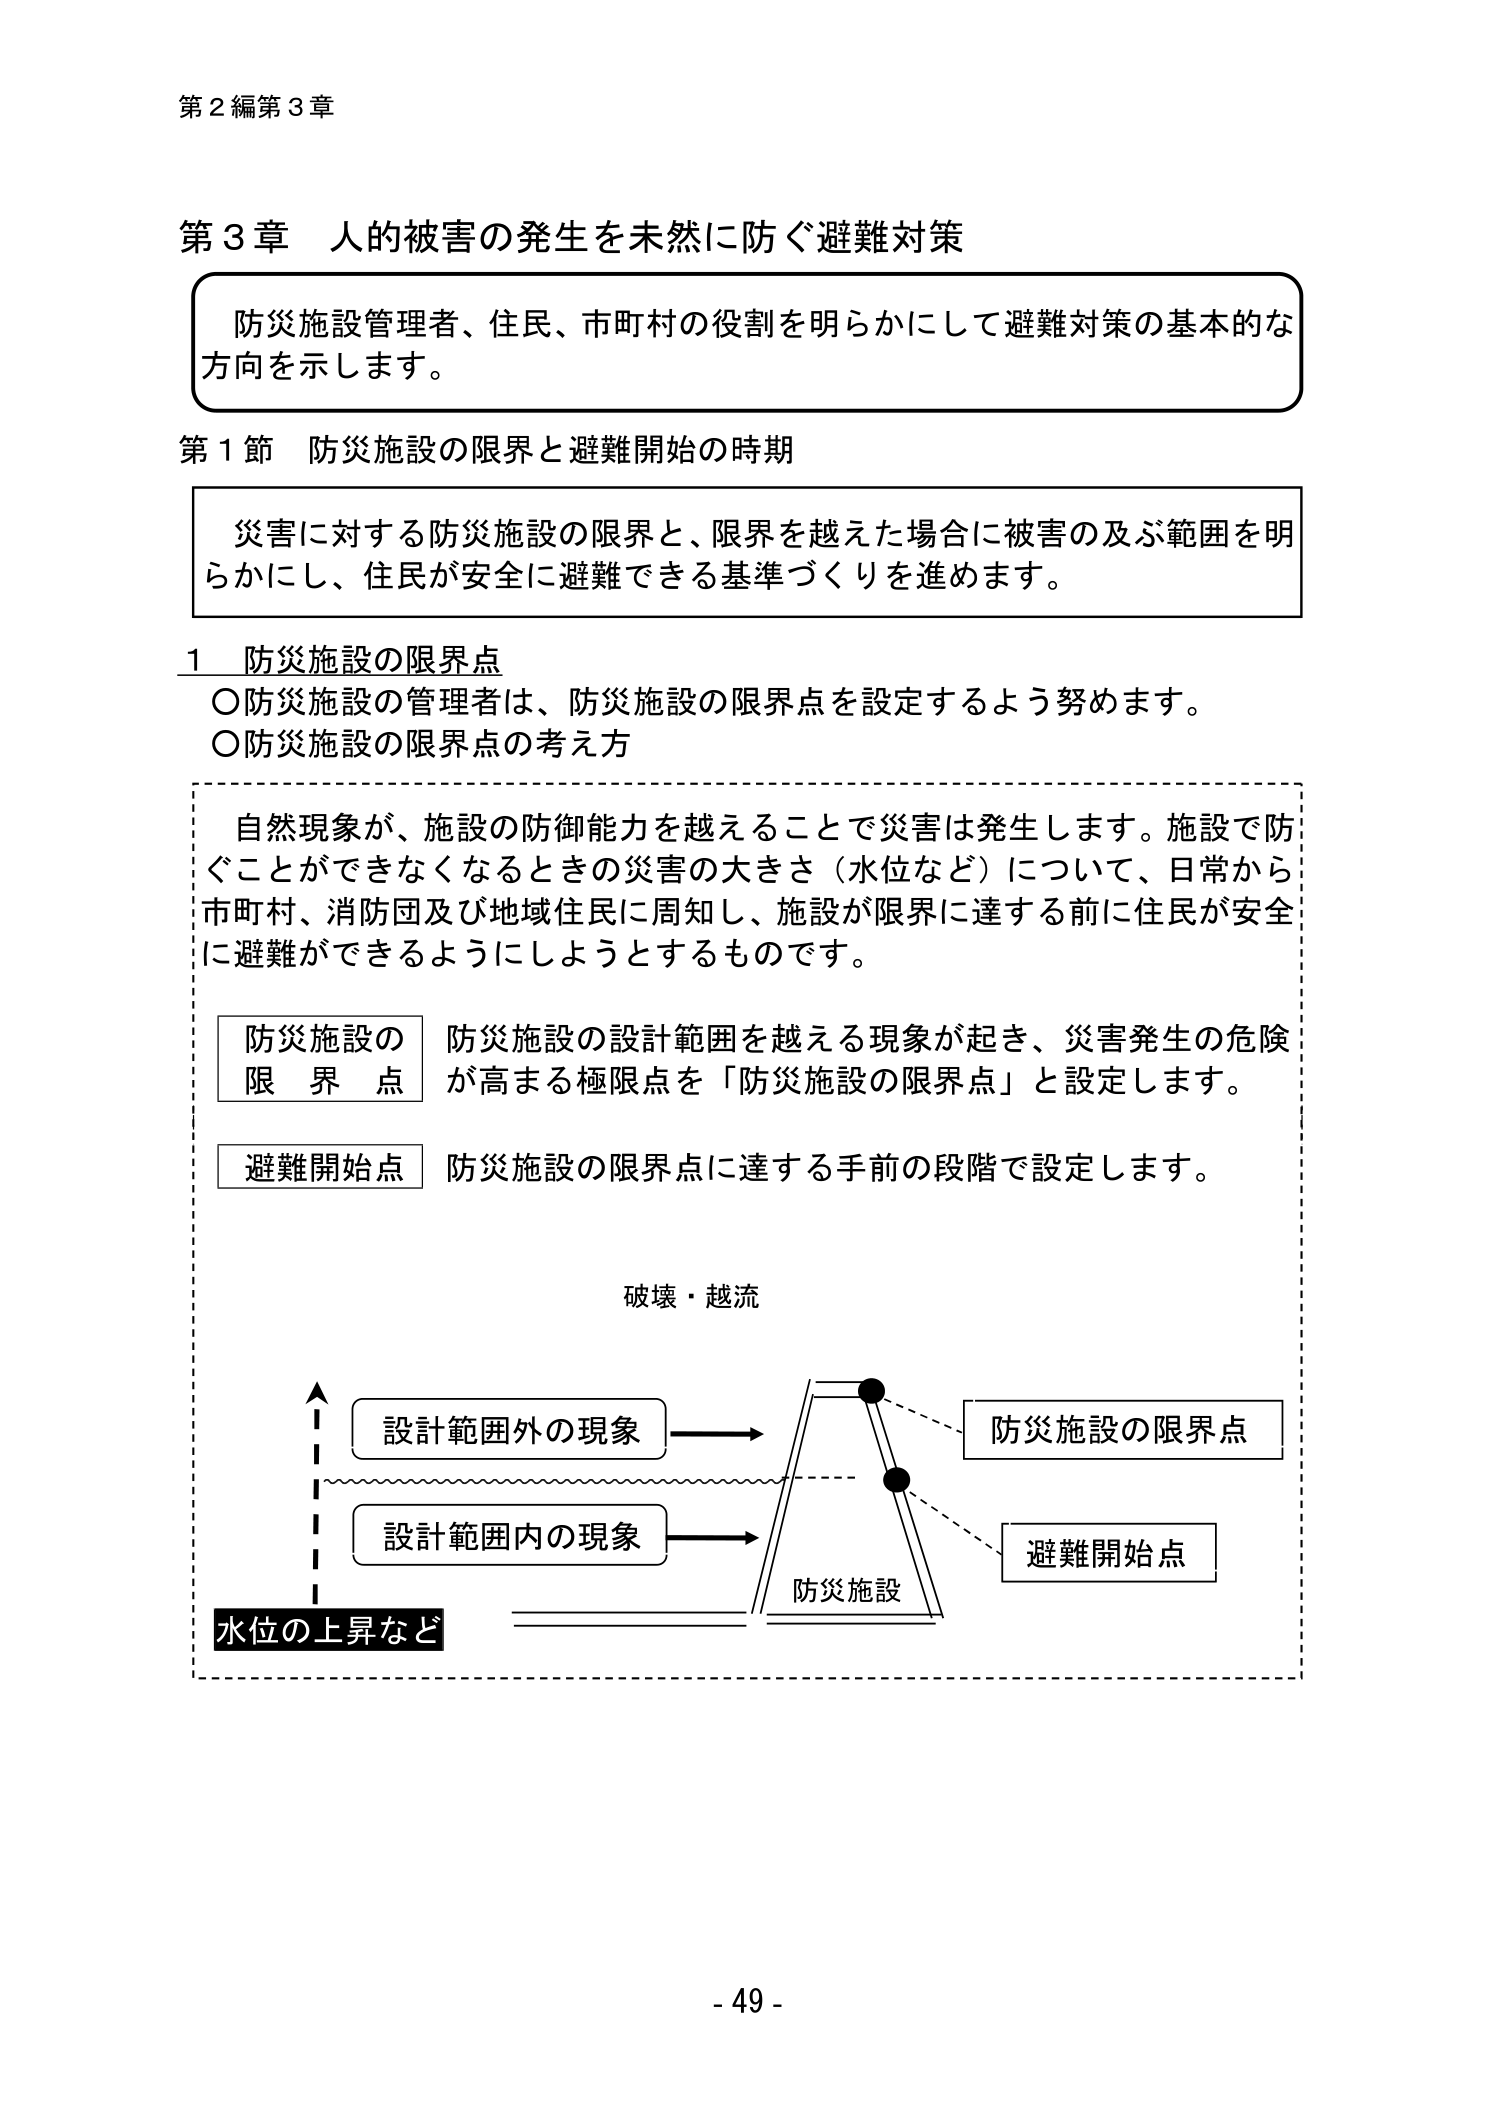 第２編第３章
第３章　人的被害の発生を未然に防ぐ避難対策
防災施設管理者、住民、市町村の役割を明らかにして避難対策の基本的な
方向を示します。
第１節　防災施設の限界と避難開始の時期
災害に対する防災施設の限界と、限界を越えた場合に被害の及ぶ範囲を明
らかにし、住民が安全に避難できる基準づくりを進めます。
１　防災施設の限界点
○防災施設の管理者は、防災施設の限界点を設定するよう努めます。
○防災施設の限界点の考え方
自然現象が、施設の防御能力を越えることで災害は発生します。施設で防
ぐことができなくなるときの災害の大きさ（水位など）について、日常から
市町村、消防団及び地域住民に周知し、施設が限界に達する前に住民が安全
に避難ができるようにしようとするものです。
防災施設の
限　界　点
防災施設の設計範囲を越える現象が起き、災害発生の危険
が高まる極限点を「防災施設の限界点」と設定します。
避難開始点
防災施設の限界点に達する手前の段階で設定します。
破壊・越流
設計範囲外の現象
防災施設の限界点
設計範囲内の現象
避難開始点
防災施設
水位の上昇など
- 49 -